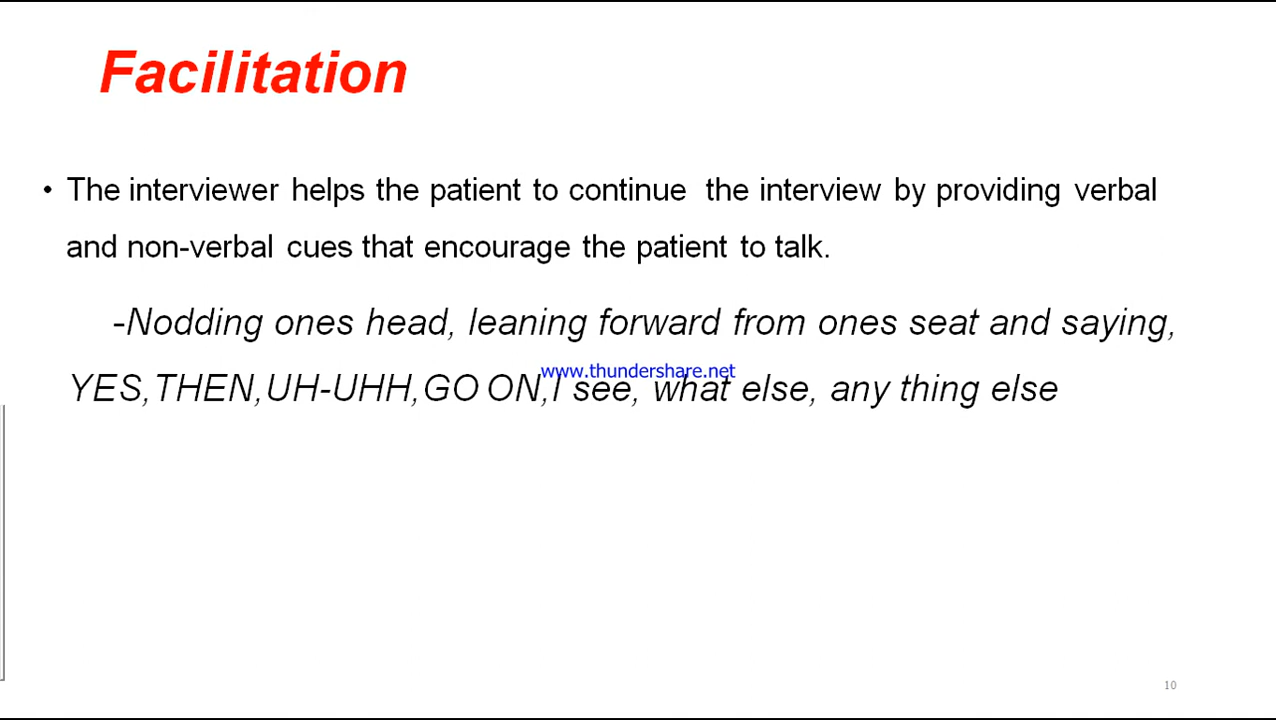 Facilitation
• The interviewer helps the patient to continue the interview by providing verbal
and non-verbal cues that encourage the patient to talk.
-Nodding ones head, leaning forward from ones seat and saying,
www.thundershare.net
YES,THEN,UH-UHH,GO ON,I see, what else, any thing else
10